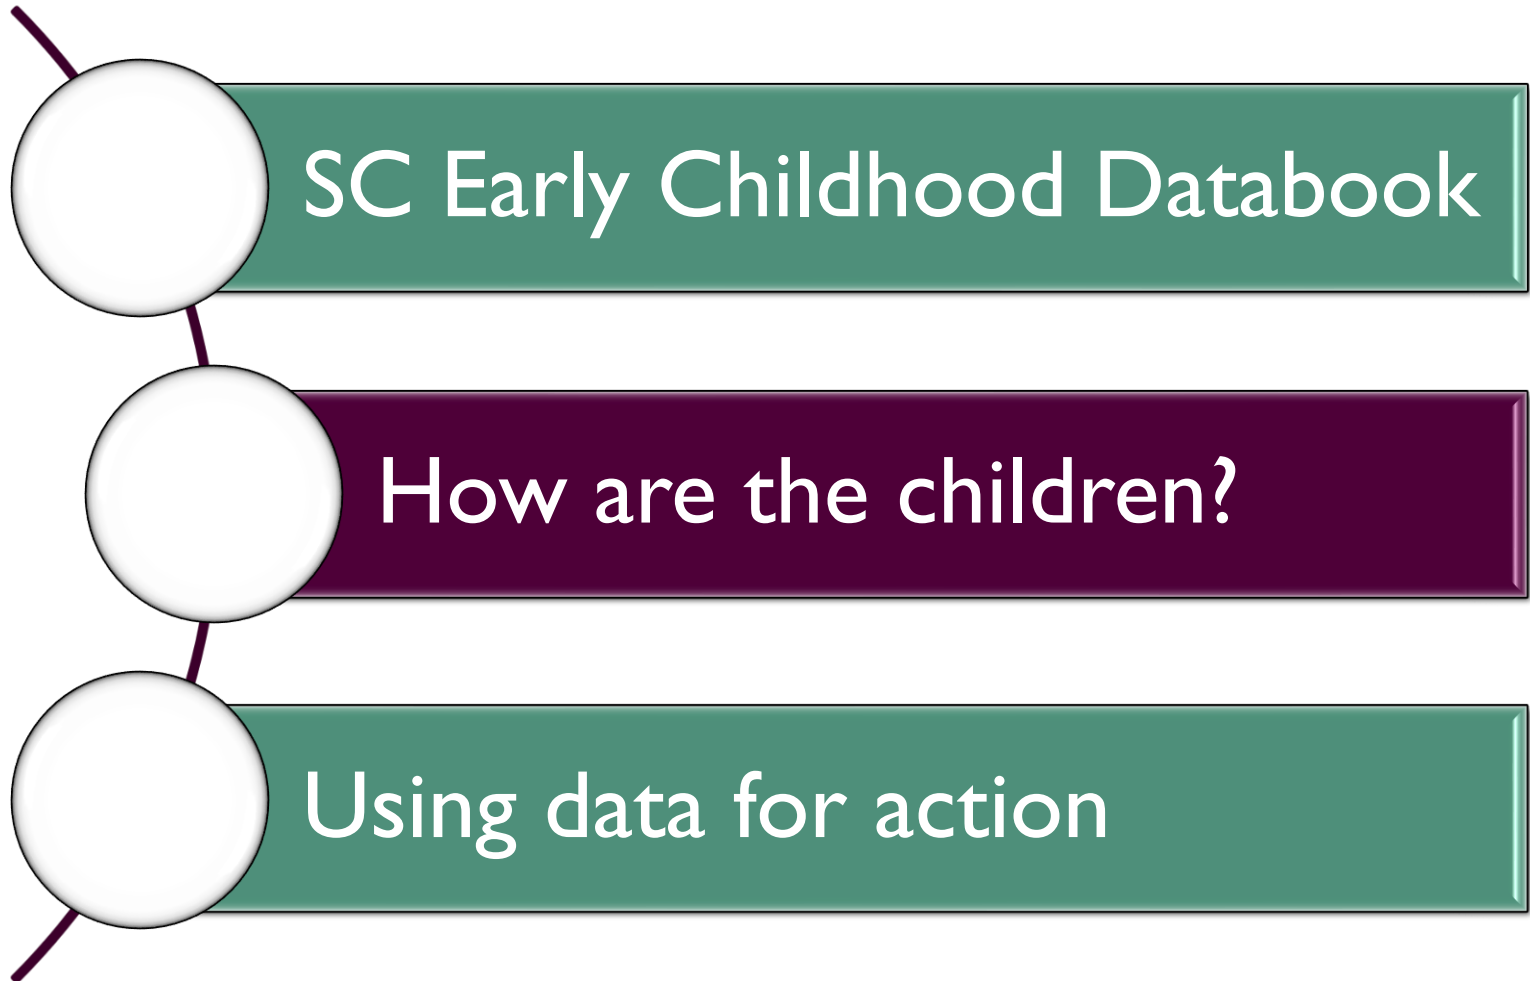 SC Early Childhood Databook
How are the children?
Using data for action